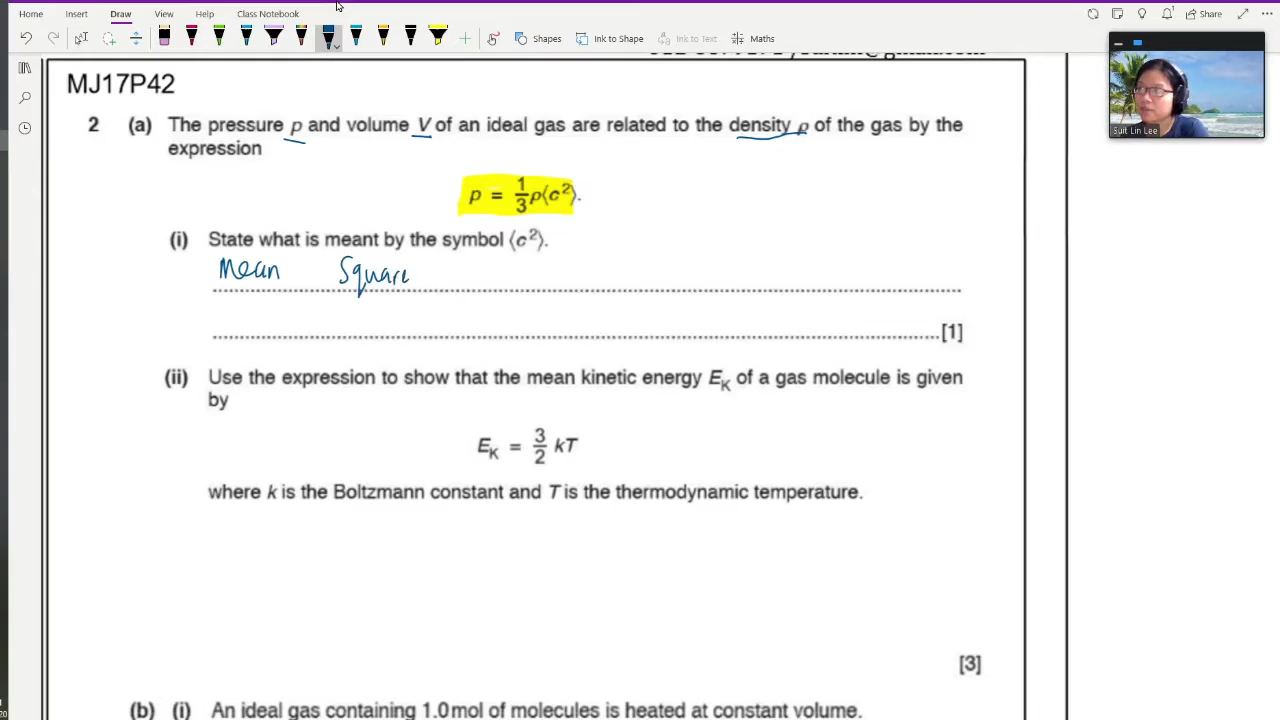 Home Insert Draw View Help Class Notebook
Share
Shapes Ink to Shape Ink to Text Maths
MJ17P42
2 (a) The pressure p and volume V of an ideal gas are related to the density ρ of the gas by the
expression
p = 1/3 ρ⟨c²⟩.
(i) State what is meant by the symbol ⟨c²⟩.
Mean Square
[1]
(ii) Use the expression to show that the mean kinetic energy E_K of a gas molecule is given
by
E_K = 3/2 kT
where k is the Boltzmann constant and T is the thermodynamic temperature.
[3]
(b) (i) An ideal gas containing 1.0 mol of molecules is heated at constant volume.
Suit Lin Lee